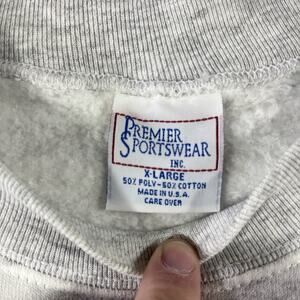 PREMIER
SPORTSWEAR
INC.
X-LARGE
50% POLY-50% COTTON
MADE IN U.S.A.
CARE OVER